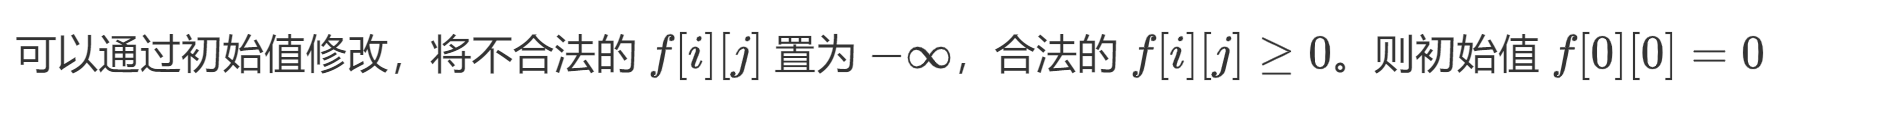 可以通过初始值修改，将不合法的 f[i][j] 置为 −∞，合法的 f[i][j] ≥ 0。则初始值 f[0][0] = 0